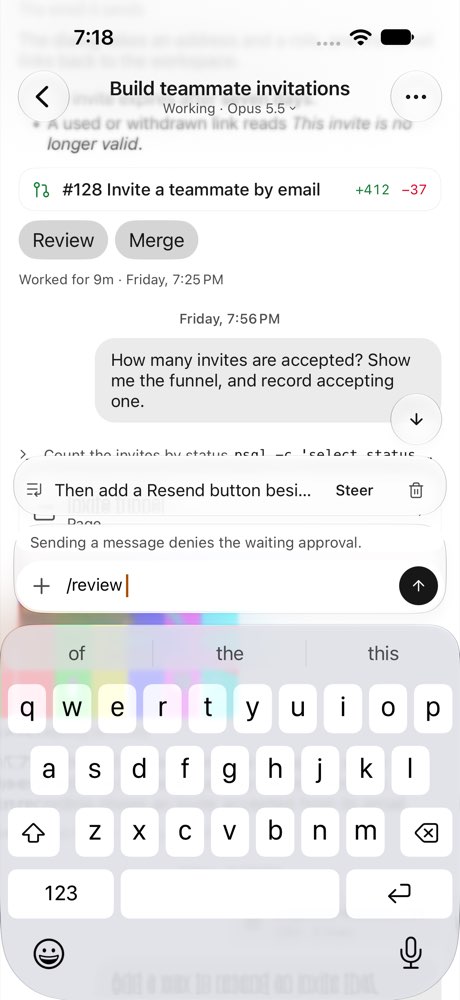 7:18
Build teammate invitations
Working · Opus 5.5
• A used or withdrawn link reads This invite is no
longer valid.
#128 Invite a teammate by email +412 −37
Review Merge
Worked for 9m · Friday, 7:25 PM
Friday, 7:56 PM
How many invites are accepted? Show
me the funnel, and record accepting
one.
Count the invites by status psql -c 'select status
Then add a Resend button besi... Steer
Page
Sending a message denies the waiting approval.
/review
of the this
q w e r t y u i o p
a s d f g h j k l
z x c v b n m
123